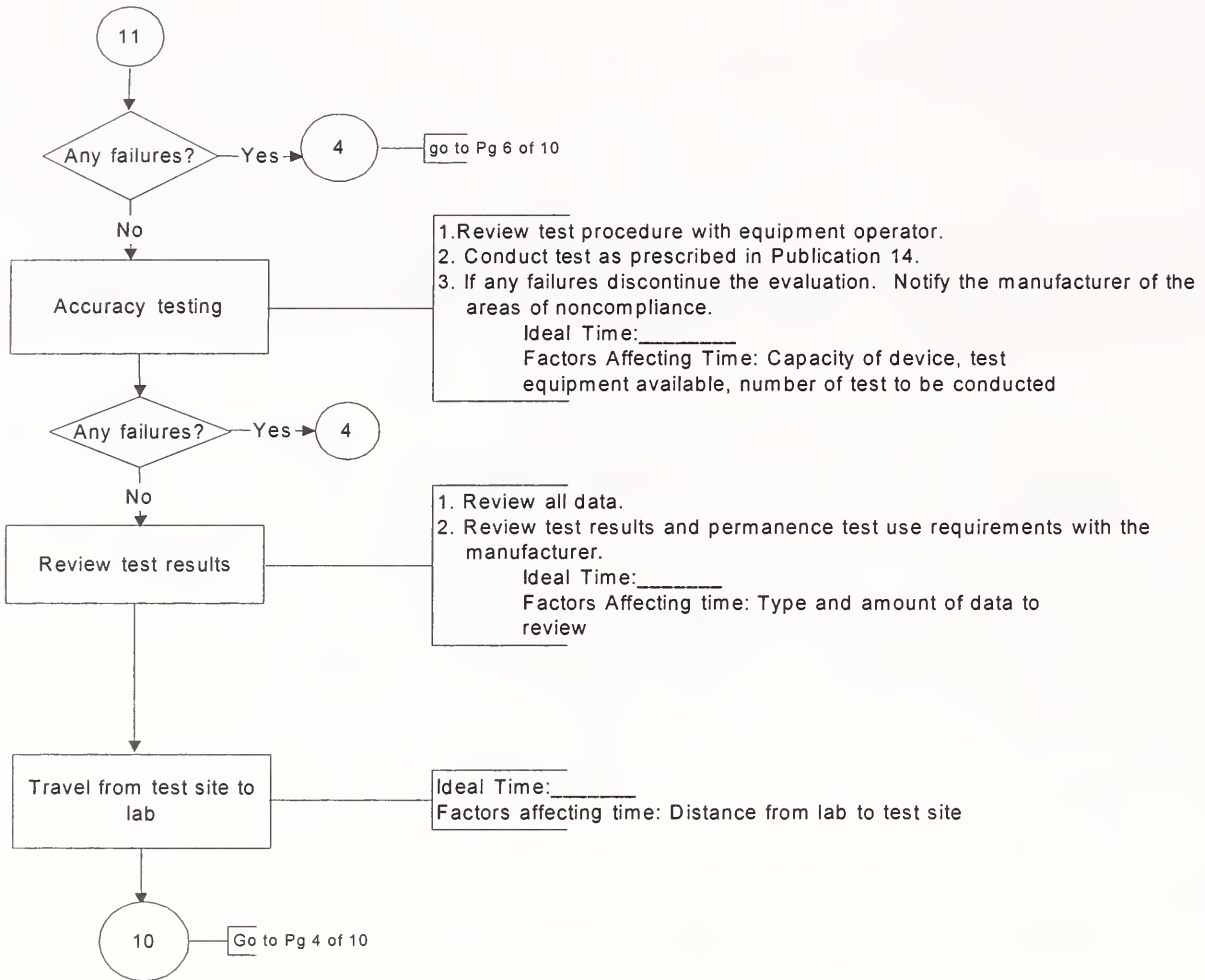 11
Any failures?
Yes
4
go to Pg 6 of 10
No
Accuracy testing
1.Review test procedure with equipment operator.
2. Conduct test as prescribed in Publication 14.
3. If any failures discontinue the evaluation. Notify the manufacturer of the
areas of noncompliance.
Ideal Time:________
Factors Affecting Time: Capacity of device, test
equipment available, number of test to be conducted
Any failures?
Yes
4
No
Review test results
1. Review all data.
2. Review test results and permanence test use requirements with the
manufacturer.
Ideal Time:_______
Factors Affecting time: Type and amount of data to
review
Travel from test site to
lab
Ideal Time:_______
Factors affecting time: Distance from lab to test site
10
Go to Pg 4 of 10